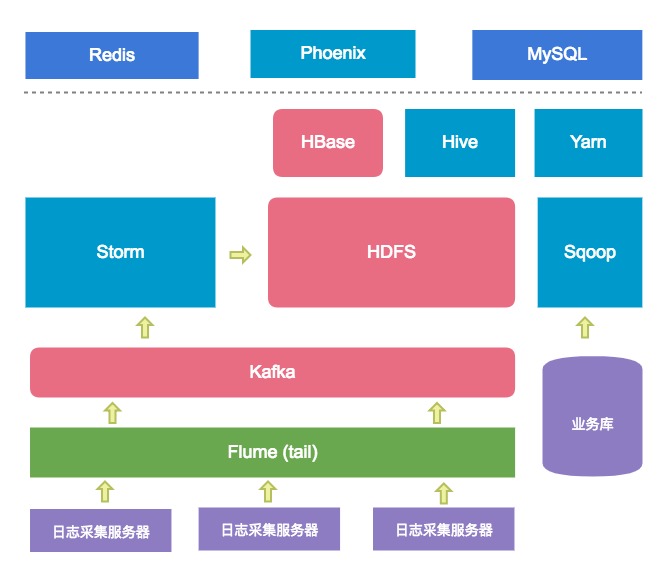 Redis
Phoenix
MySQL
HBase
Hive
Yarn
Storm
HDFS
Sqoop
Kafka
业务库
Flume (tail)
日志采集服务器
日志采集服务器
日志采集服务器